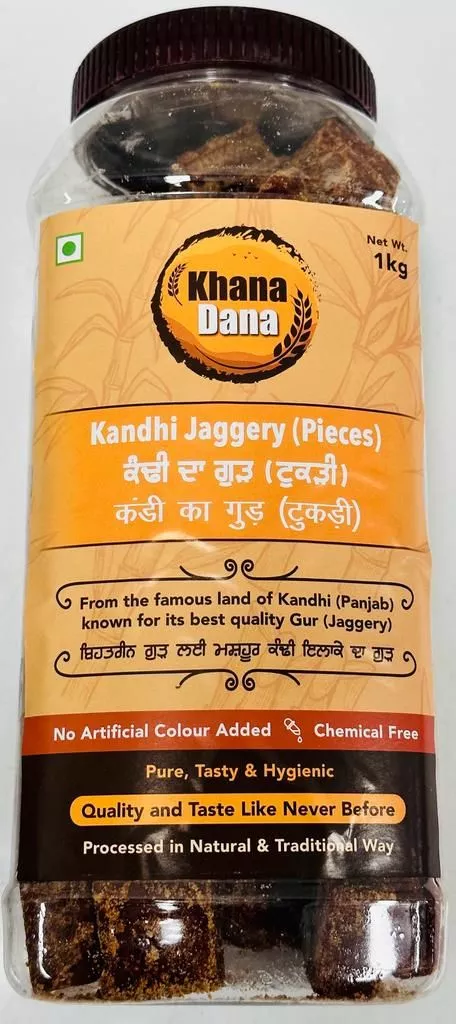 Net Wt.
1kg
Khana
Dana
Kandhi Jaggery (Pieces)
ਕੰਢੀ ਦਾ ਗੁੜ (ਟੁਕੜੀ)
कंडी का गुड़ (टुकडी)
From the famous land of Kandhi (Panjab)
known for its best quality Gur (Jaggery)
ਬਿਹਤਰੀਨ ਗੁੜ ਲਈ ਮਸ਼ਹੂਰ ਕੰਢੀ ਇਲਾਕੇ ਦਾ ਗੁੜ
No Artificial Colour Added Chemical Free
Pure, Tasty & Hygienic
Quality and Taste Like Never Before
Processed in Natural & Traditional Way